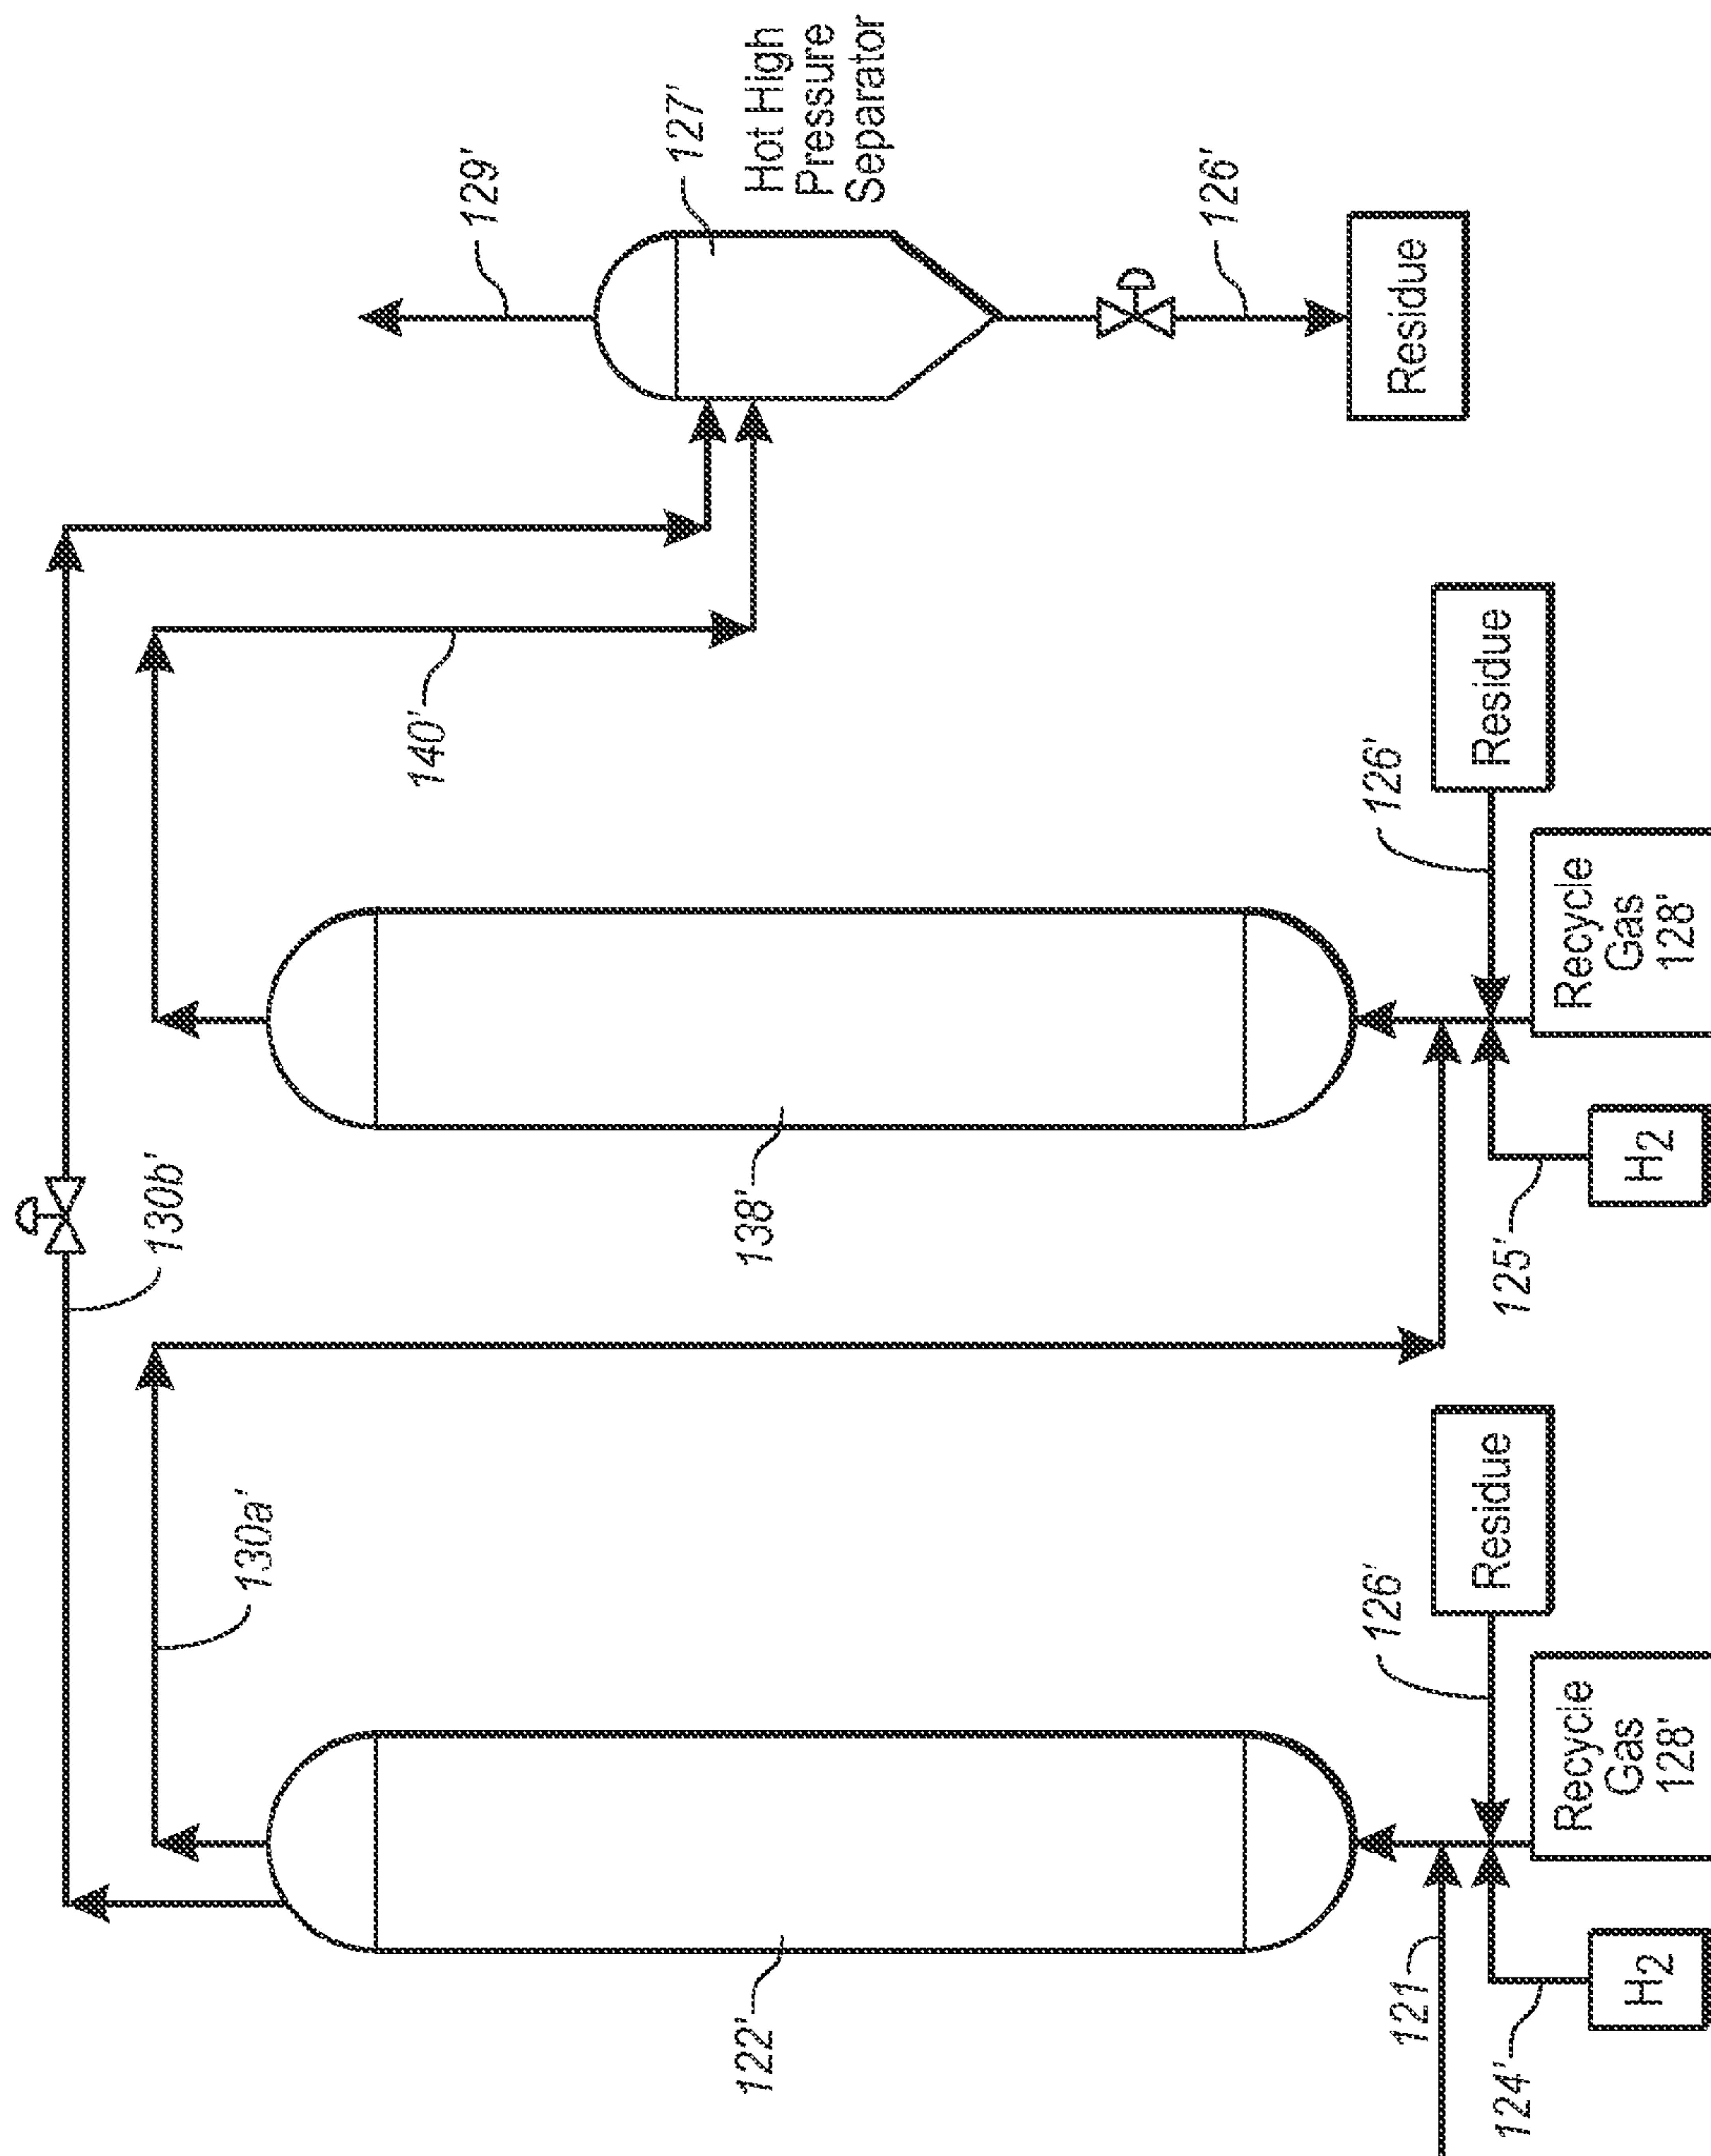 130b'
130a'
140'
129'
127'
Hot High
Pressure
Separator
122'
138'
126'
Residue
121
126'
126'
Residue
Residue
124'
125'
H2
Recycle
Gas
128'
H2
Recycle
Gas
128'